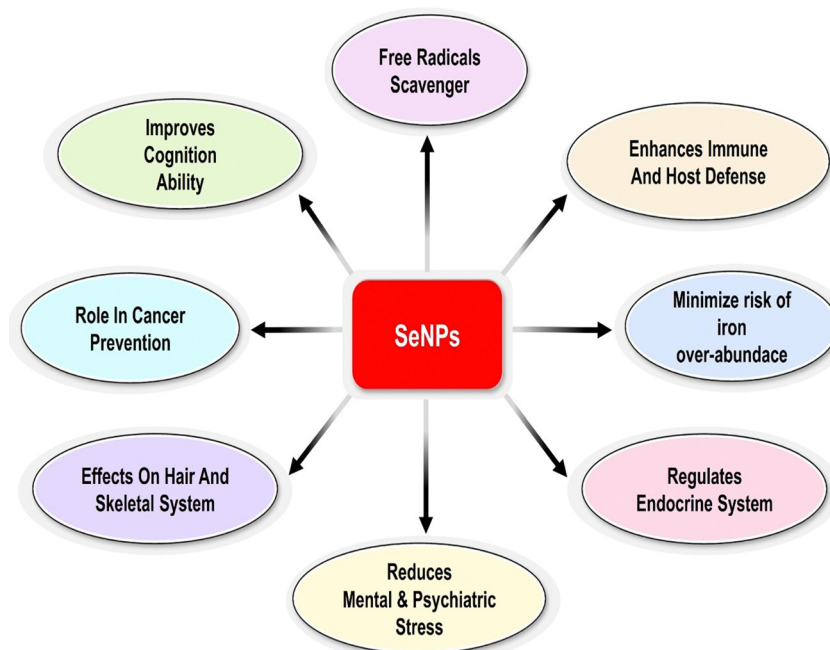 Free Radicals
Scavenger
Improves
Cognition
Ability
Enhances Immune
And Host Defense
Role In Cancer
Prevention
SeNPs
Minimize risk of
iron
over-abundace
Effects On Hair And
Skeletal System
Regulates
Endocrine System
Reduces
Mental & Psychiatric
Stress